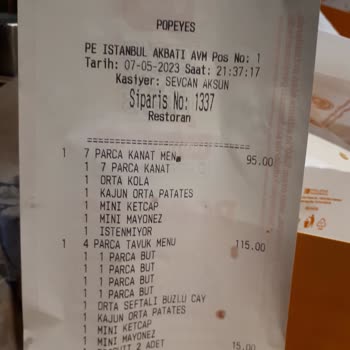 POPEYES
PE ISTANBUL AKBATI AVM Pos No: 1
Tarih: 07-05-2023 Saat: 21:37:17
Kasiyer: SEVCAN AKSUN
Siparis No: 1337
Restoran
1 7 PARCA KANAT MEN 95.00
1 7 PARCA KANAT
1 ORTA KOLA
1 KAJUN ORTA PATATES
1 MINI KETCAP
1 MINI MAYONEZ
1 ISTENMIYOR
1 4 PARCA TAVUK MENU 115.00
1 1 PARCA BUT
1 1 PARCA BUT
1 1 PARCA BUT
1 1 PARCA BUT
1 ORTA SEFTALI BUZLU CAY
1 KAJUN ORTA PATATES
1 MINI KETCAP
1 MINI MAYONEZ
2 ADET 15.00